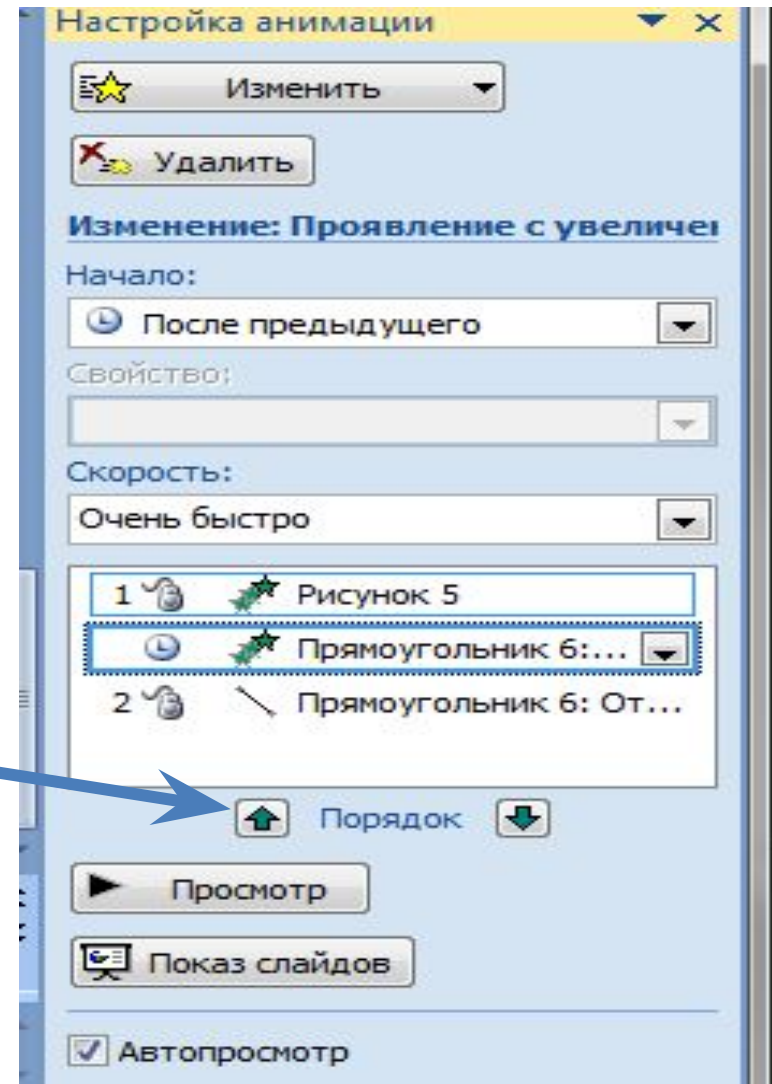 Настройка анимации
Изменить
Удалить
Изменение: Проявление с увеличе
Начало:
После предыдущего
Свойство:
Скорость:
Очень быстро
1 Рисунок 5
Прямоугольник 6:...
2 Прямоугольник 6: От...
Порядок
Просмотр
Показ слайдов
Автопросмотр